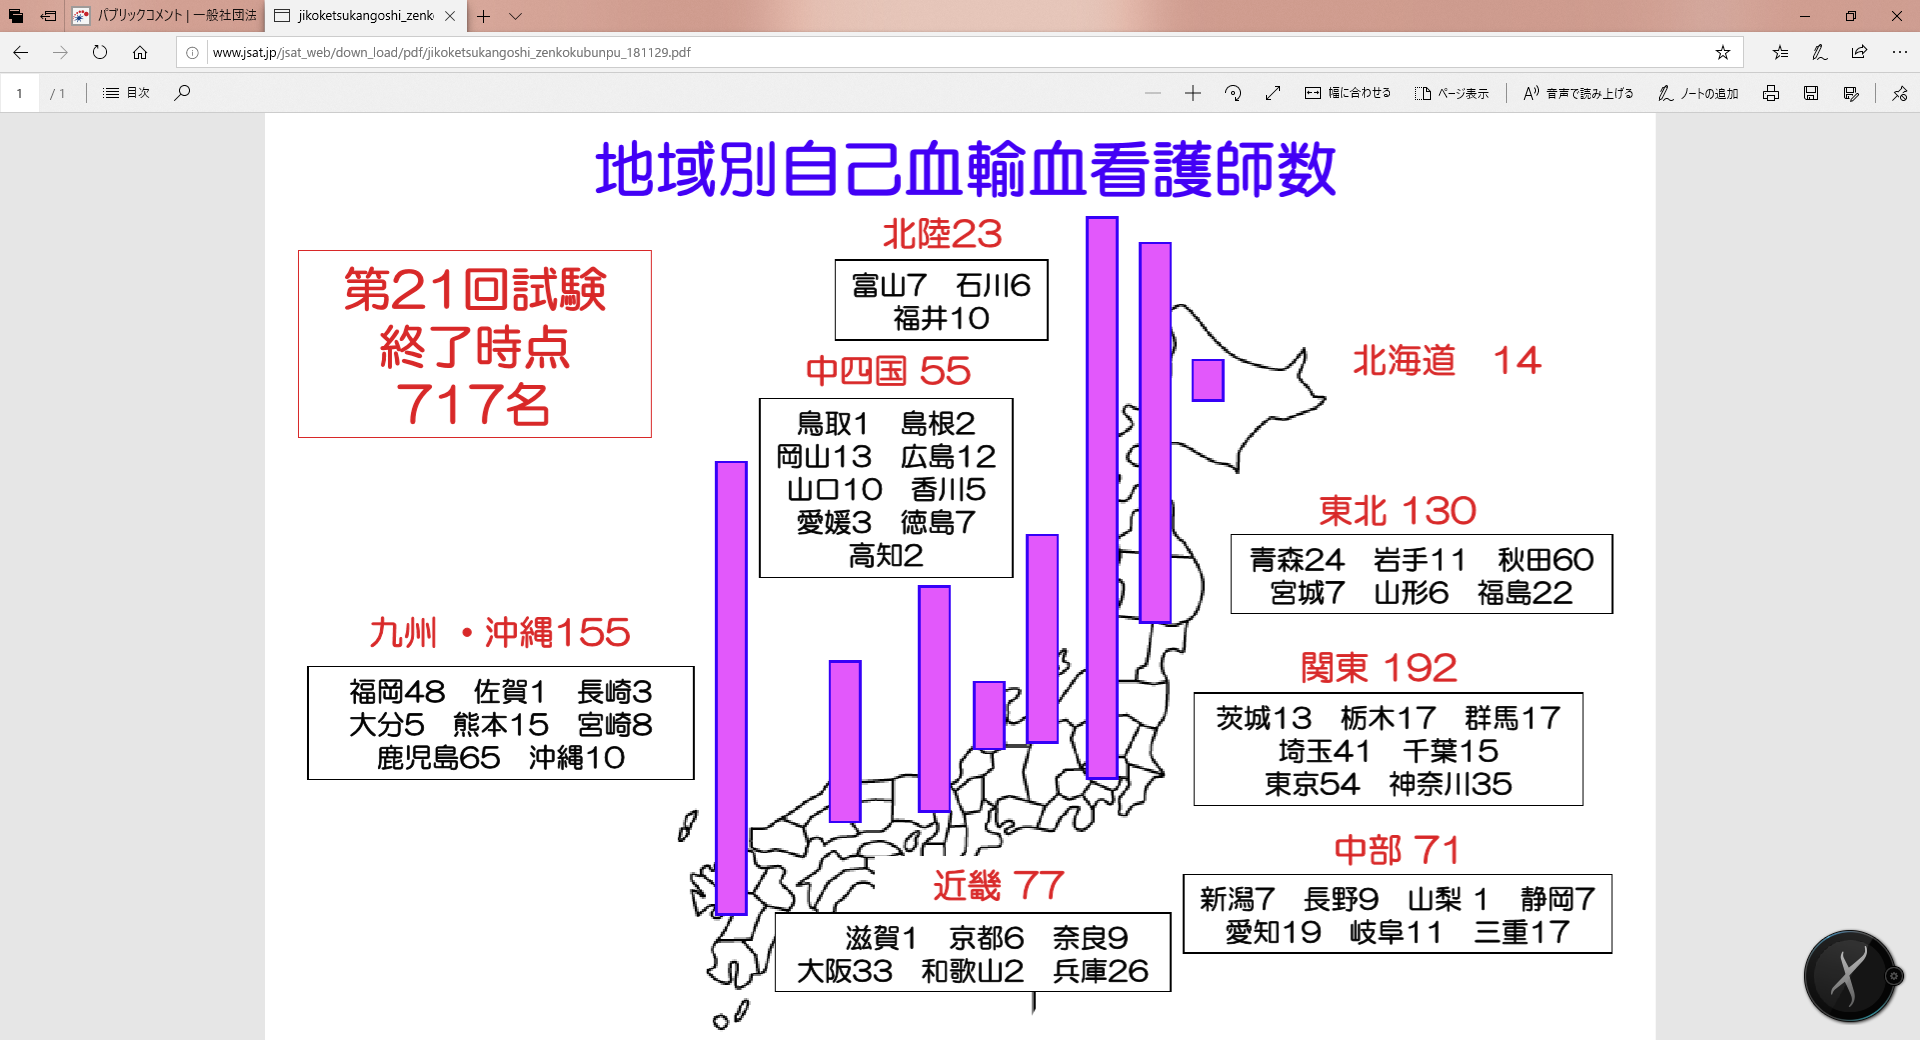 パブリックコメント | 一般社団法
jikoketsukangoshi_zenko
www.jsat.jp/jsat_web/down_load/pdf/jikoketsukangoshi_zenkokubunpu_181129.pdf
1 / 1 目次 幅に合わせる ページ表示 音声で読み上げる ノートの追加
地域別自己血輸血看護師数
第21回試験
終了時点
717名
北陸23
富山7 石川6
福井10
中四国 55
鳥取1 島根2
岡山13 広島12
山口10 香川5
愛媛3 徳島7
高知2
北海道 14
東北 130
青森24 岩手11 秋田60
宮城7 山形6 福島22
九州 ・沖縄155
福岡48 佐賀1 長崎3
大分5 熊本15 宮崎8
鹿児島65 沖縄10
関東 192
茨城13 栃木17 群馬17
埼玉41 千葉15
東京54 神奈川35
中部 71
新潟7 長野9 山梨 1 静岡7
愛知19 岐阜11 三重17
近畿 77
滋賀1 京都6 奈良9
大阪33 和歌山2 兵庫26